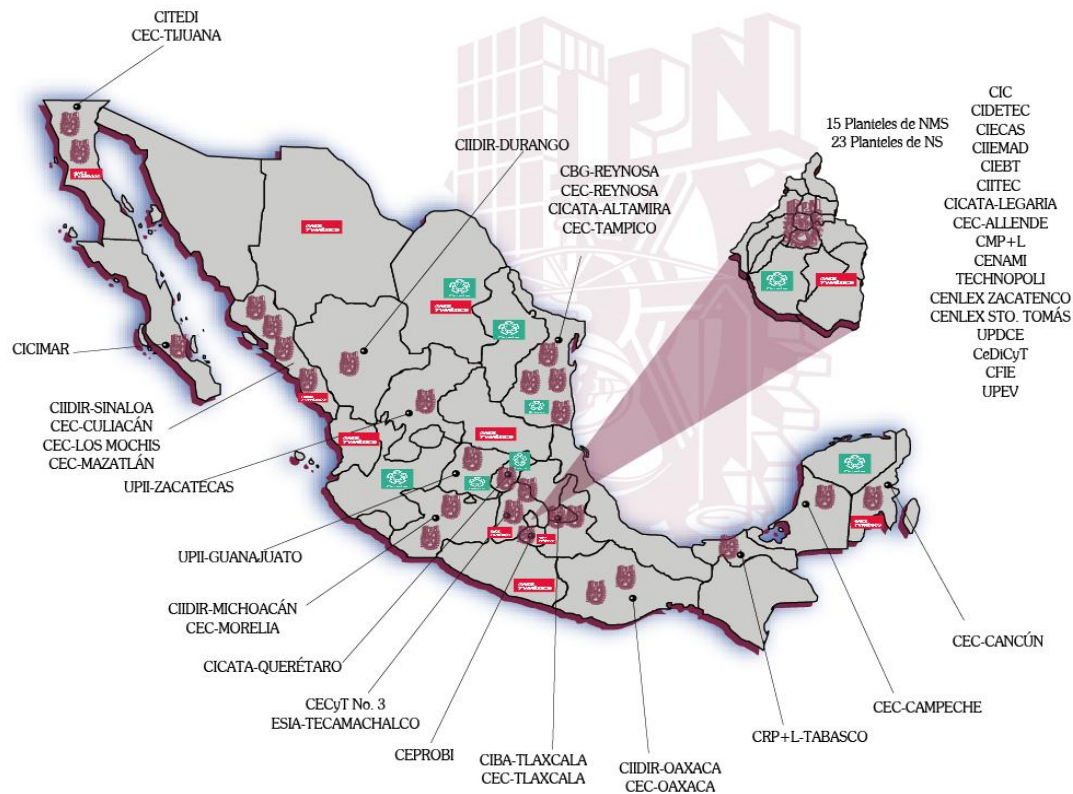 CITEDI
CEC-TIJUANA
CIIDIR-DURANGO
CBG-REYNOSA
CEC-REYNOSA
CICATA-ALTAMIRA
CEC-TAMPICO
15 Planteles de NMS
23 Planteles de NS
CIC
CIDETEC
CIECAS
CIIEMAD
CIEBT
CIITEC
CICATA-LEGARIA
CEC-ALLENDE
CMP+L
CENAMI
TECHNOPOLI
CENLEX ZACATENCO
CENLEX STO. TOMÁS
UPDCE
CeDiCyT
CFIE
UPEV
IPN
CICIMAR
CIIDIR-SINALOA
CEC-CULIACÁN
CEC-LOS MOCHIS
CEC-MAZATLÁN
UPII-ZACATECAS
UPII-GUANAJUATO
CIIDIR-MICHOACÁN
CEC-MORELIA
CICATA-QUERÉTARO
CECyT No. 3
ESIA-TECAMACHALCO
CEPROBI
CIBA-TLAXCALA
CEC-TLAXCALA
CIIDIR-OAXACA
CEC-OAXACA
CRP+L-TABASCO
CEC-CAMPECHE
CEC-CANCÚN